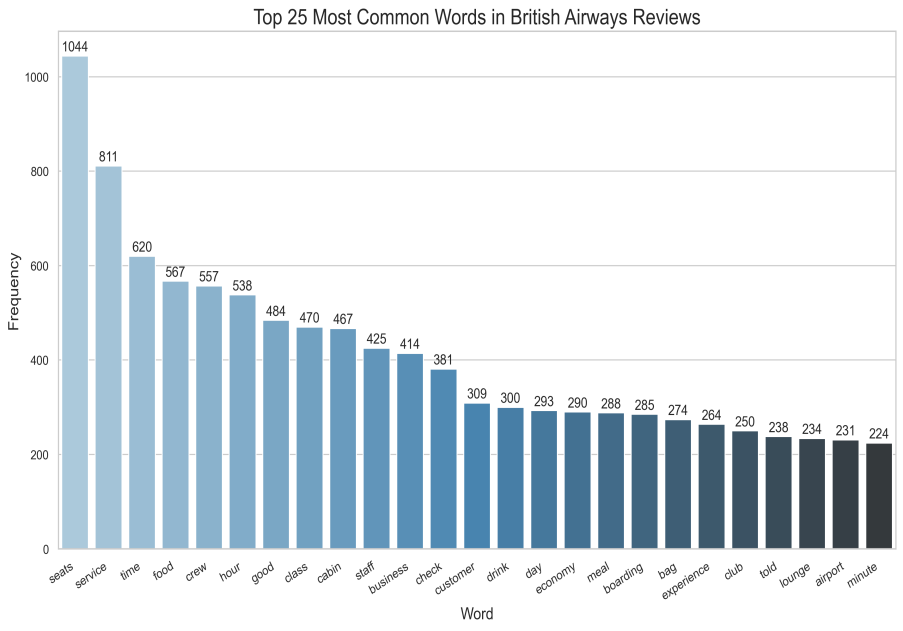 Top 25 Most Common Words in British Airways Reviews
Frequency
1000
800
600
400
200
0
1044
811
620
567
557
538
484
470
467
425
414
381
309
300
293
290
288
285
274
264
250
238
234
231
224
seats
service
time
food
crew
hour
good
class
cabin
staff
business
check
customer
drink
day
economy
meal
boarding
bag
experience
club
told
lounge
airport
minute
Word